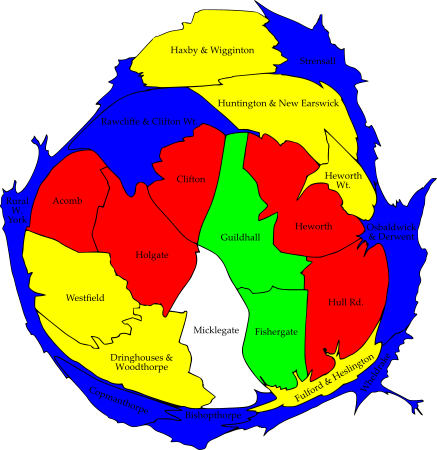 Haxby & Wigginton
Strensall
Huntington & New Earswick
Rawcliffe & Clifton Wt.
Heworth
Wt.
Clifton
Acomb
Rural
W
York
Heworth
Osbaldwick
& Derwent
Guildhall
Holgate
Westfield
Hull Rd.
Micklegate
Fishergate
Dringhouses &
Woodthorpe
Fulford & Heslington
Wheldrake
Copmanthorpe
Bishopthorpe